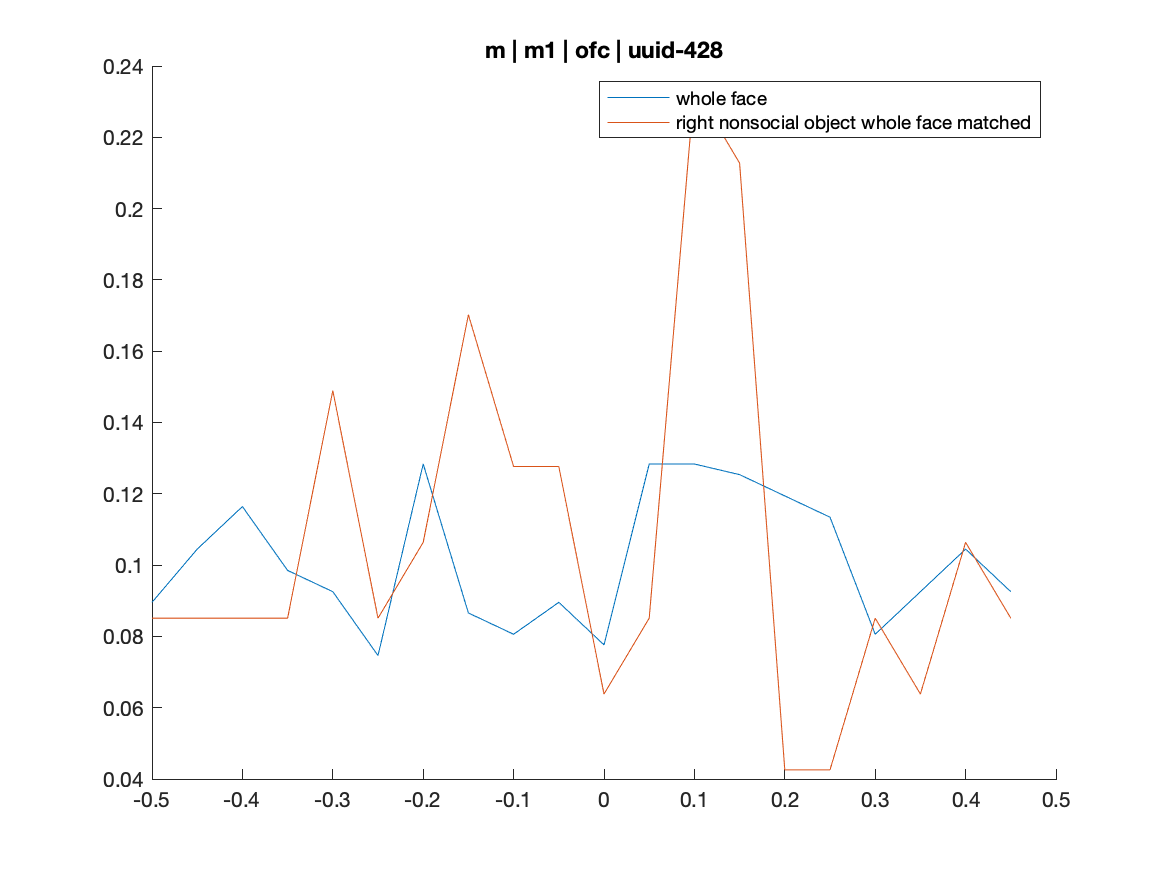 m | m1 | ofc | uuid-428
whole face
right nonsocial object whole face matched
0.24
0.22
0.2
0.18
0.16
0.14
0.12
0.1
0.08
0.06
0.04
-0.5 -0.4 -0.3 -0.2 -0.1 0 0.1 0.2 0.3 0.4 0.5